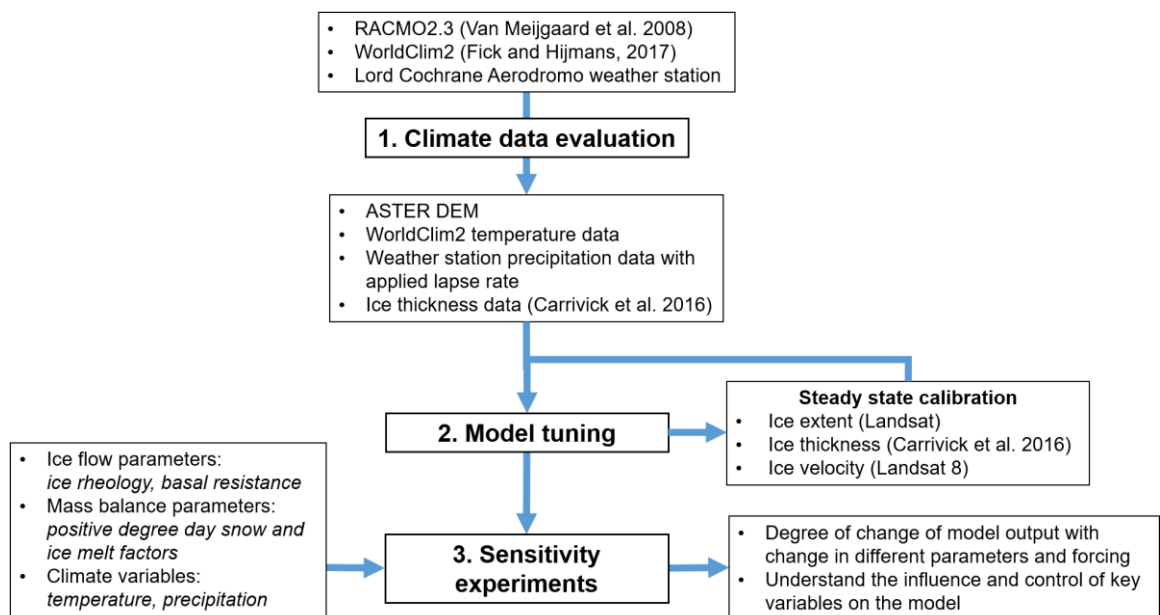 • RACMO2.3 (Van Meijgaard et al. 2008)
• WorldClim2 (Fick and Hijmans, 2017)
• Lord Cochrane Aerodromo weather station
1. Climate data evaluation
• ASTER DEM
• WorldClim2 temperature data
• Weather station precipitation data with
applied lapse rate
• Ice thickness data (Carrivick et al. 2016)
2. Model tuning
Steady state calibration
• Ice extent (Landsat)
• Ice thickness (Carrivick et al. 2016)
• Ice velocity (Landsat 8)
• Ice flow parameters:
ice rheology, basal resistance
• Mass balance parameters:
positive degree day snow and
ice melt factors
• Climate variables:
temperature, precipitation
3. Sensitivity
experiments
• Degree of change of model output with
change in different parameters and forcing
• Understand the influence and control of key
variables on the model